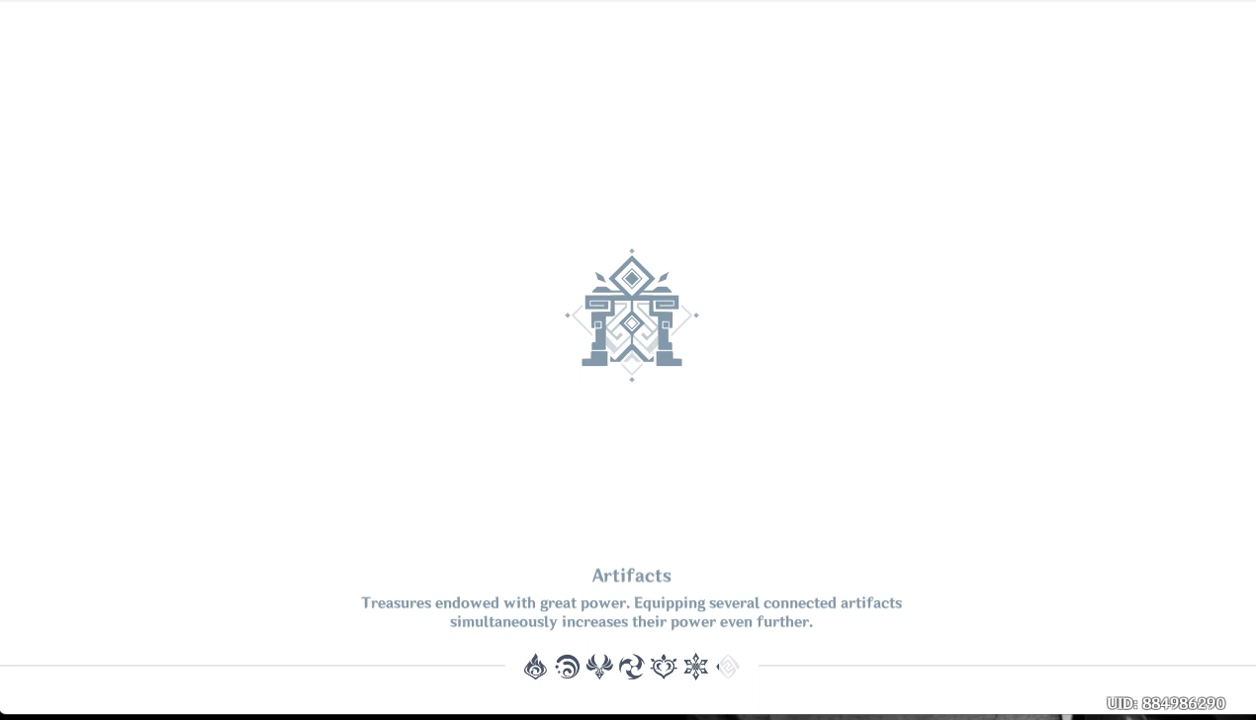 Artifacts
Treasures endowed with great power. Equipping several connected artifacts
simultaneously increases their power even further.
UID: 884986290